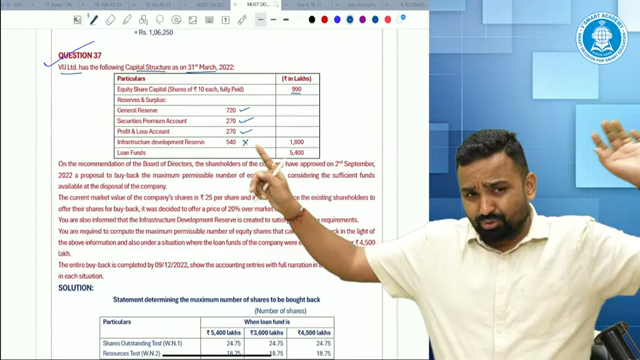 = Rs. 1,06,250
QUESTION 37
VIJ Ltd. has the following Capital Structure as on 31st March, 2022:
Particulars (₹ in Lakhs)
Equity Share Capital (Shares of ₹ 10 each, fully Paid) 990
Reserves & Surplus:
General Reserve 720
Securities Premium Account 270
Profit & Loss Account 270
Infrastructure development Reserve 540 1,800
Loan Funds 5,400
On the recommendation of the Board of Directors, the shareholders of the have approved on 2nd September,
2022 a proposal to buy-back the maximum permissible number of considering the sufficient funds
available at the disposal of the company.
The current market value of the company's shares is ₹ 25 per share and in the existing shareholders
to offer their shares for buy-back, it was decided to offer a price of 20% over market
You are also informed that the Infrastructure Development Reserve is created to requirements.
You are required to compute the maximum permissible number of equity shares that back in the light of
the above information and also under a situation where the loan funds of the company were ₹ 4,500
lakh.
The entire buy-back is completed by 09/12/2022, show the accounting entries with full narration in
in each situation.
SOLUTION:
Statement determining the maximum number of shares to be bought back
(Number of shares)
Particulars When loan fund is
₹ 5,400 lakhs ₹ 3,600 lakhs ₹ 4,500 lakhs
Shares Outstanding Test (W.N.1) 24.75 24.75 24.75
Resources Test (W.N.2) 18.75 18.75 18.75
V SMART ACADEMY